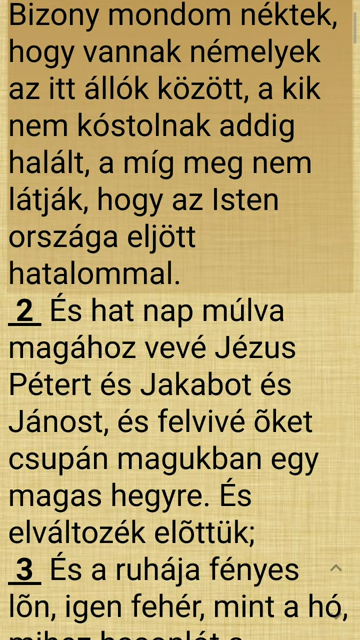 Bizony mondom néktek,
hogy vannak némelyek
az itt állók között, a kik
nem kóstolnak addig
halált, a míg meg nem
látják, hogy az Isten
országa eljött
hatalommal.
2 És hat nap múlva
magához vevé Jézus
Pétert és Jakabot és
Jánost, és felvivé õket
csupán magukban egy
magas hegyre. És
elváltozék elõttük;
3 És a ruhája fényes
lõn, igen fehér, mint a hó,